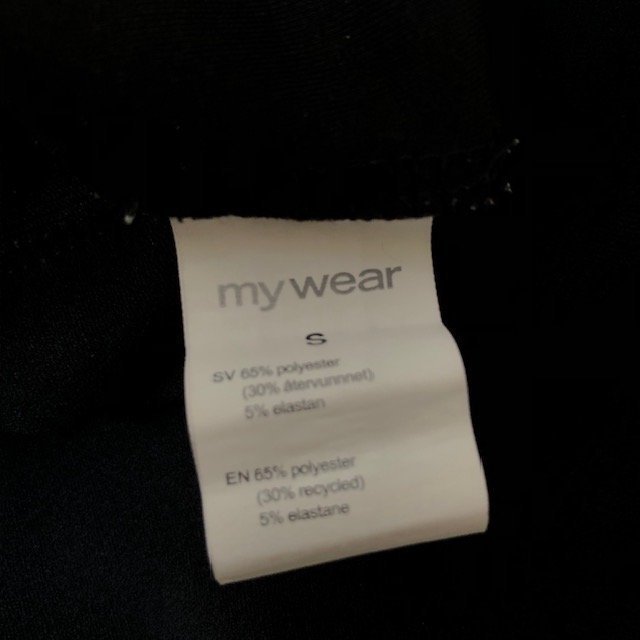 my wear
S
SV 65% polyester
(30% återvunnet)
5% elastan
EN 65% polyester
(30% recycled)
5% elastane